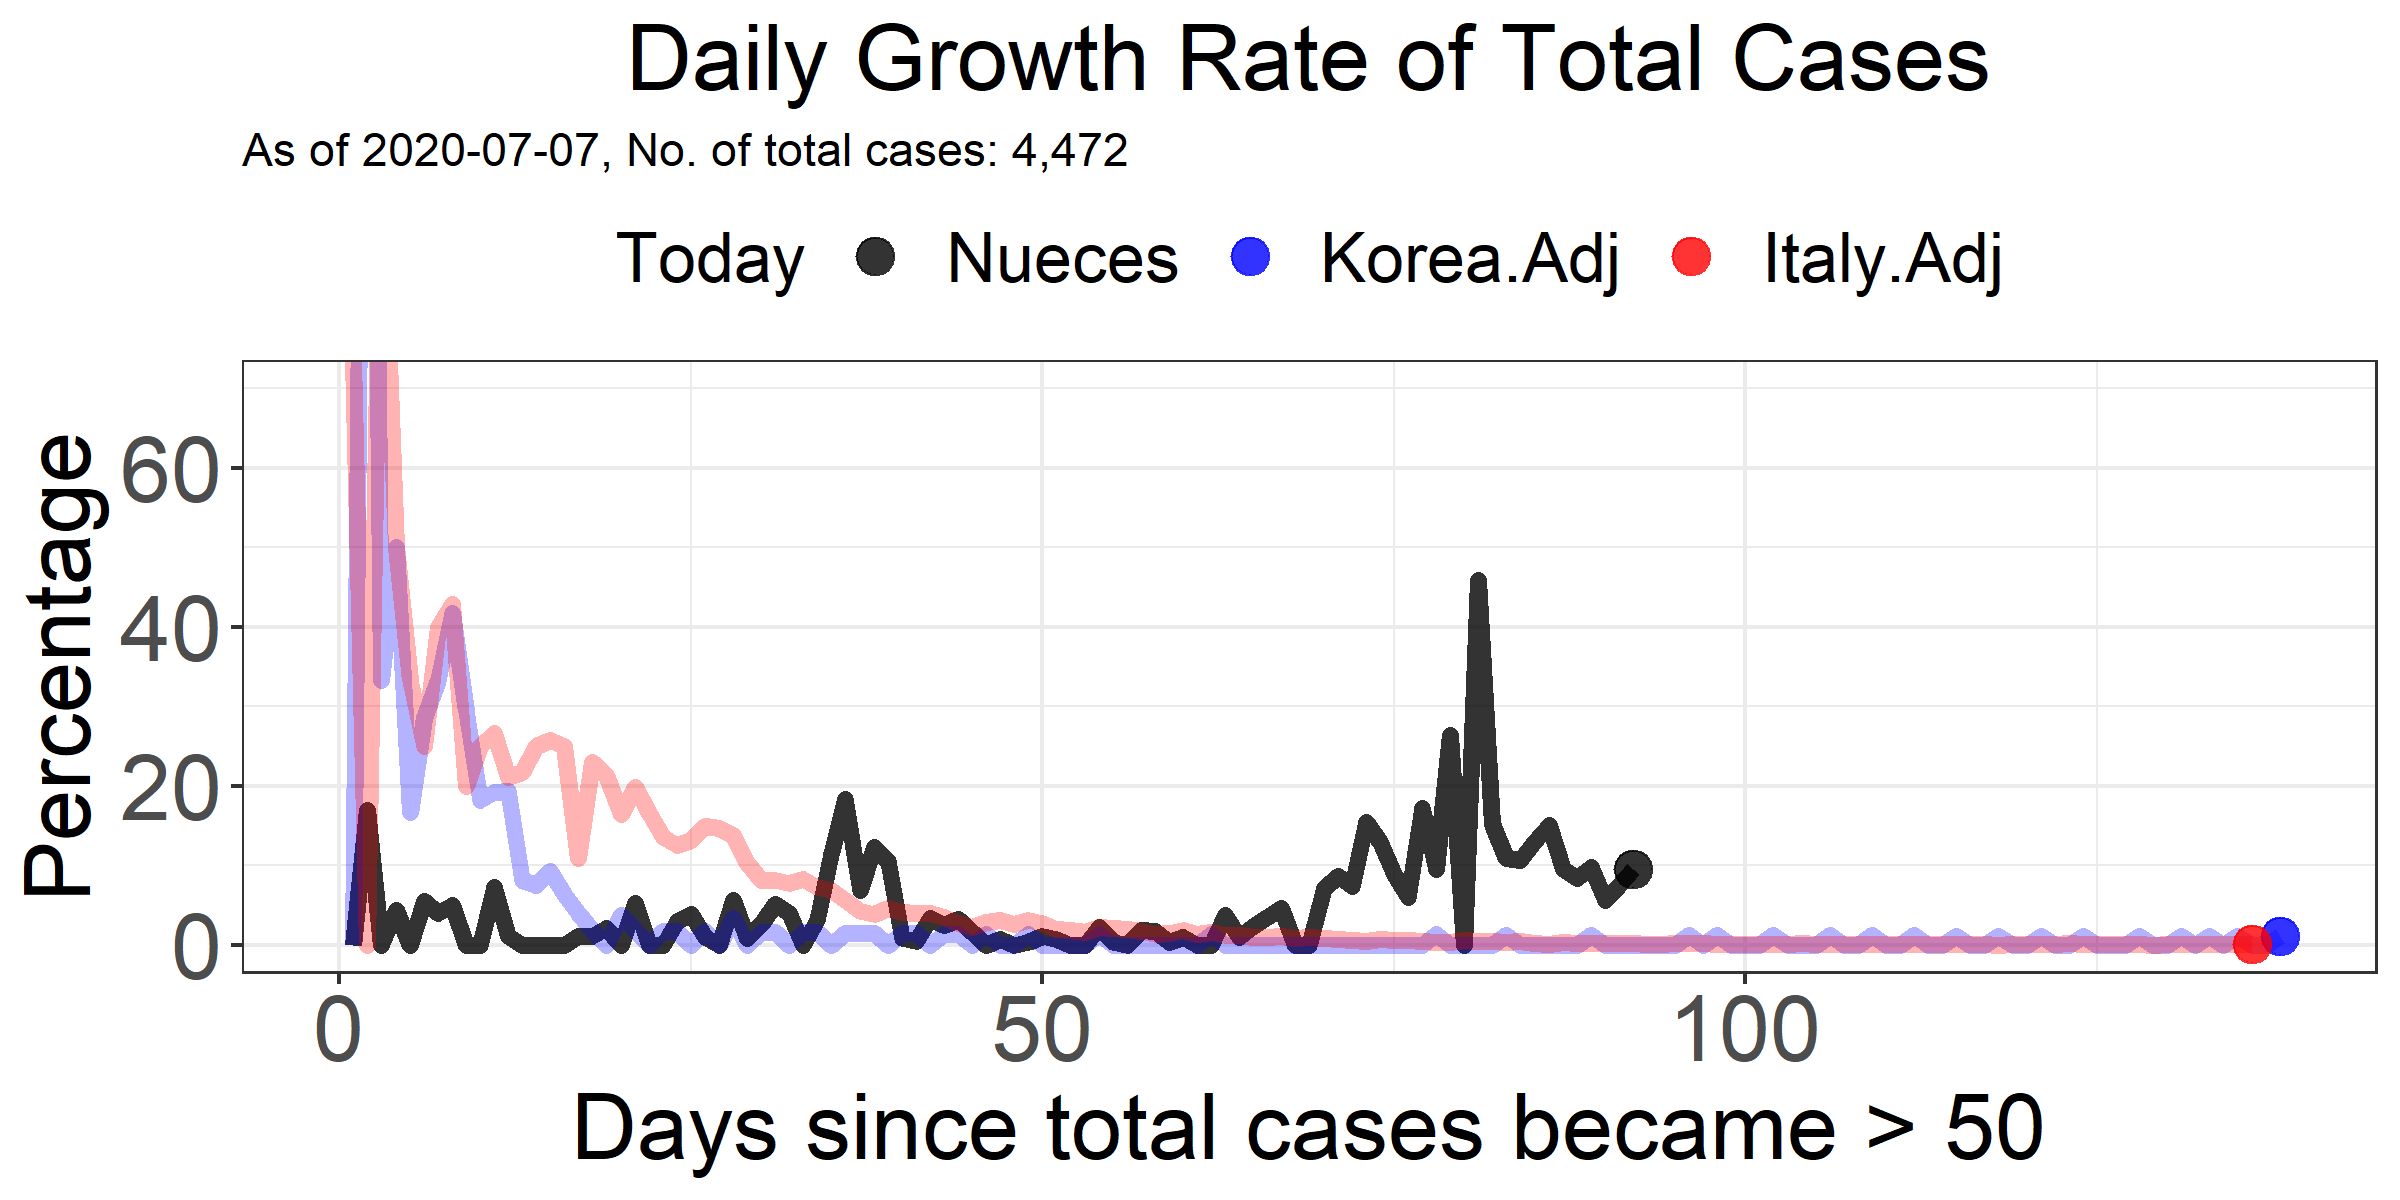 Daily Growth Rate of Total Cases
As of 2020-07-07, No. of total cases: 4,472
Today Nueces Korea.Adj Italy.Adj
Percentage
60
40
20
0
0 50 100
Days since total cases became > 50